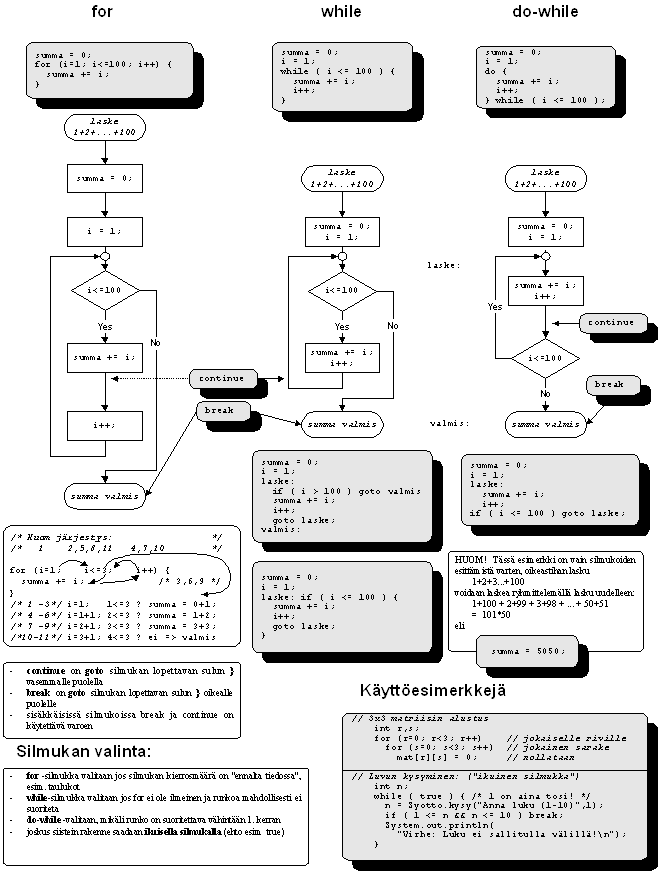 for
while
do-while
summa = 0;
for (i=1; i<=100; i++) {
summa += i;
}
summa = 0;
i = 1;
while ( i <= 100 ) {
summa += i;
i++;
}
summa = 0;
i = 1;
do {
summa += i;
i++;
} while ( i <= 100 );
laske
1+2+...+100
summa = 0;
i = 1;
i<=100
Yes
No
summa += i;
i++;
summa valmis
laske
1+2+...+100
summa = 0;
i = 1;
i<=100
Yes
No
summa += i;
i++;
summa valmis
continue
break
laske
1+2+...+100
summa = 0;
i = 1;
laske:
Yes
summa += i;
i++;
continue
i<=100
break
No
valmis:
summa valmis
summa = 0;
i = 1;
laske:
if ( i > 100 ) goto valmis
summa += i;
i++;
goto laske;
valmis:
summa = 0;
i = 1;
laske:
summa += i;
i++;
if ( i <= 100 ) goto laske;
/* Huom järjestys: */
/* 1 2,5,8,11 4,7,10 */
for (i=1; i<=3; i++) {
summa += i; /* 3,6,9 */
}
/* 1 -3*/ i=1; 1<=3 ? summa = 0+1;
/* 4 -6*/ i=1+1; 2<=3 ? summa = 1+2;
/* 7 -9*/ i=2+1; 3<=3 ? summa = 3+3;
/*10-11*/ i=3+1; 4<=3 ? ei => valmis
summa = 0;
i = 1;
laske: if ( i <= 100 ) {
summa += i;
i++;
goto laske;
}
HUOM! Tässä esimerkki on vain silmukoiden
esittämistä varten, oikeastihan lasku
1+2+3...+100
voidaan laskea ryhmittelemällä lasku uudelleen:
1+100 + 2+99 + 3+98 + ... + 50+51
= 101*50
eli
summa = 5050;
- continue on goto silmukan lopettavan sulun }
vasemmalle puolella
- break on goto silmukan lopettavan sulun } oikealle
puolelle
- sisäkkäisissä silmukoissa break ja continue on
käytettävä varoen
Silmukan valinta:
- for -silmukka valitaan jos silmukan kierrosmäärä on "ennalta tiedossa",
esim. taulukot.
- while-silmukka valitaan jos for ei ole ilmeinen ja runkoa mahdollisesti ei
suoriteta
- do-while -valitaan, mikäli runko on suoritettava vähintään 1. kerran
- joskus siistein rakenne saadaan ikuisella silmukalla (ehto esim. true)
Käyttöesimerkkejä
// 3x3 matriisin alustus
int r,s;
for (r=0; r<3; r++) // jokaiselle riville
for (s=0; s<3; s++) // jokainen sarake
mat[r][s] = 0; // nollataan
// Luvun kysyminen: ("ikuinen silmukka")
int n;
while ( true ) { /* 1 on aina tosi! */
n = Syotto.kysy("Anna luku (1-10)",1);
if ( 1 <= n && n <= 10 ) break;
System.out.println(
"Virhe: Luku ei sallitulla välillä!\n");
}